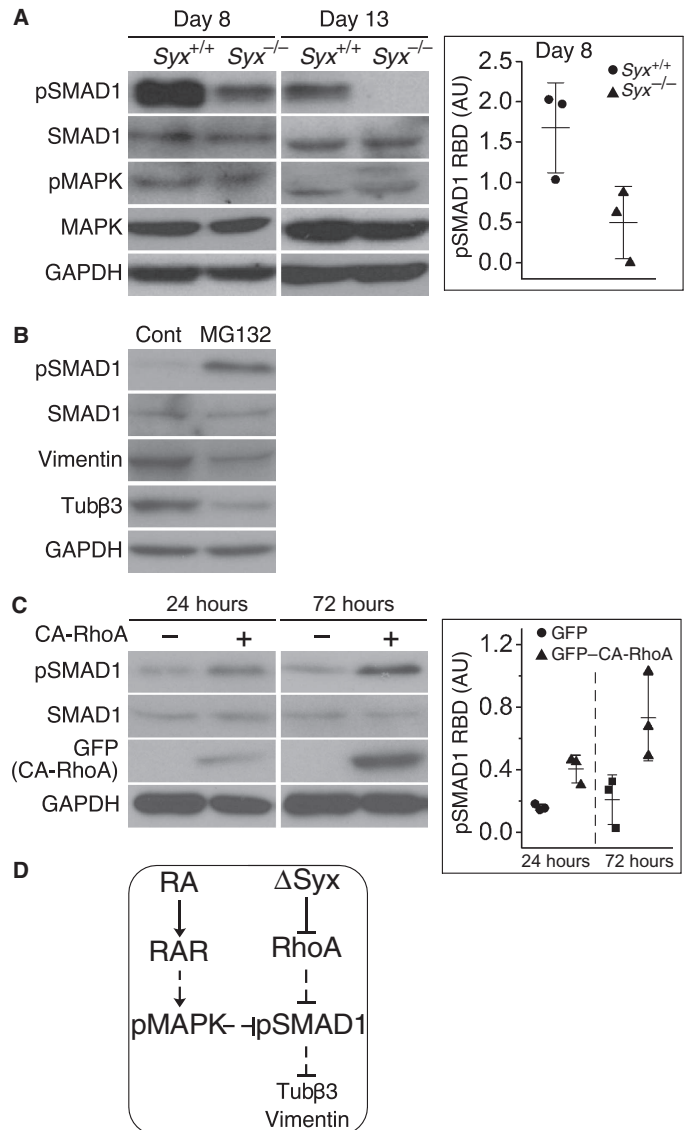 A
Day 8 Day 13
Syx+/+ Syx−/− Syx+/+ Syx−/−
pSMAD1
SMAD1
pMAPK
MAPK
GAPDH
Day 8
Syx+/+
Syx−/−
pSMAD1 RBD (AU)
2.5
2.0
1.5
1.0
0.5
0.0
B
Cont MG132
pSMAD1
SMAD1
Vimentin
Tubβ3
GAPDH
C
24 hours 72 hours
CA-RhoA − + − +
pSMAD1
SMAD1
GFP
(CA-RhoA)
GAPDH
GFP
GFP–CA-RhoA
pSMAD1 RBD (AU)
1.2
0.8
0.4
0.0
24 hours 72 hours
D
RA ΔSyx
RAR RhoA
pMAPK pSMAD1
Tubβ3
Vimentin